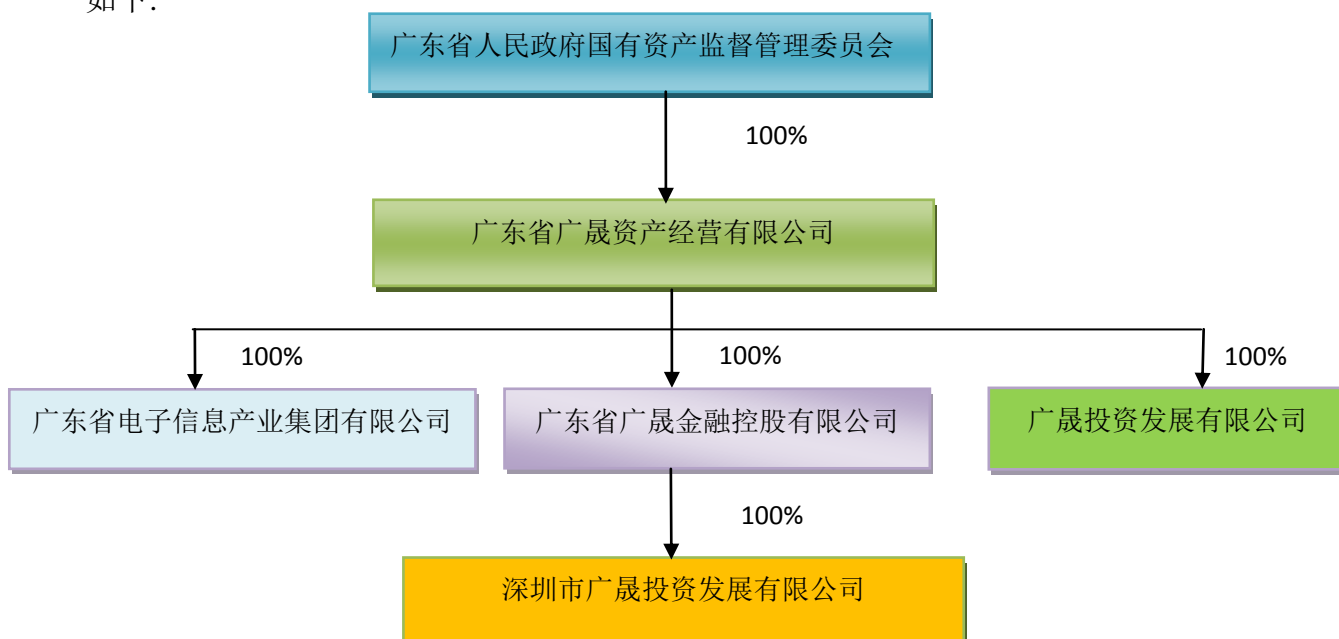 如下：
广东省人民政府国有资产监督管理委员会
100%
广东省广晟资产经营有限公司
100%
100%
100%
广东省电子信息产业集团有限公司
广东省广晟金融控股有限公司
广晟投资发展有限公司
100%
深圳市广晟投资发展有限公司